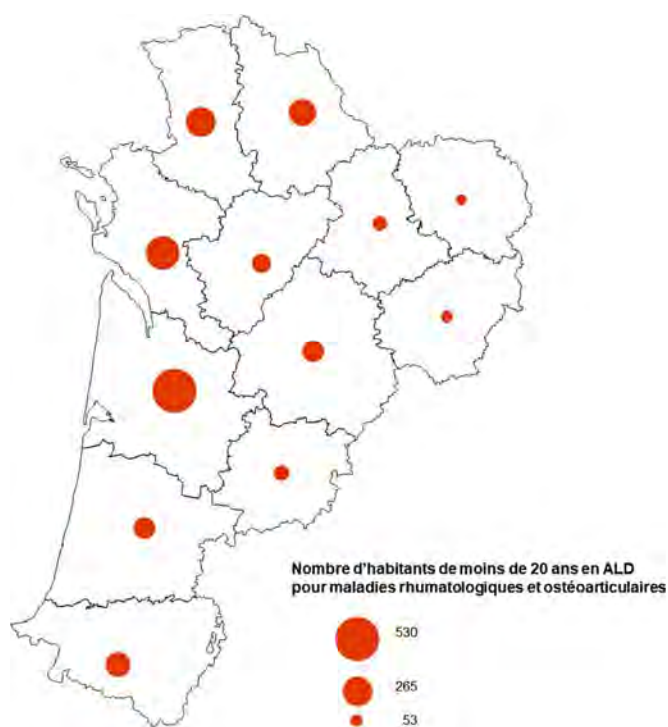 Nombre d'habitants de moins de 20 ans en ALD
pour maladies rhumatologiques et ostéoarticulaires
530
265
53